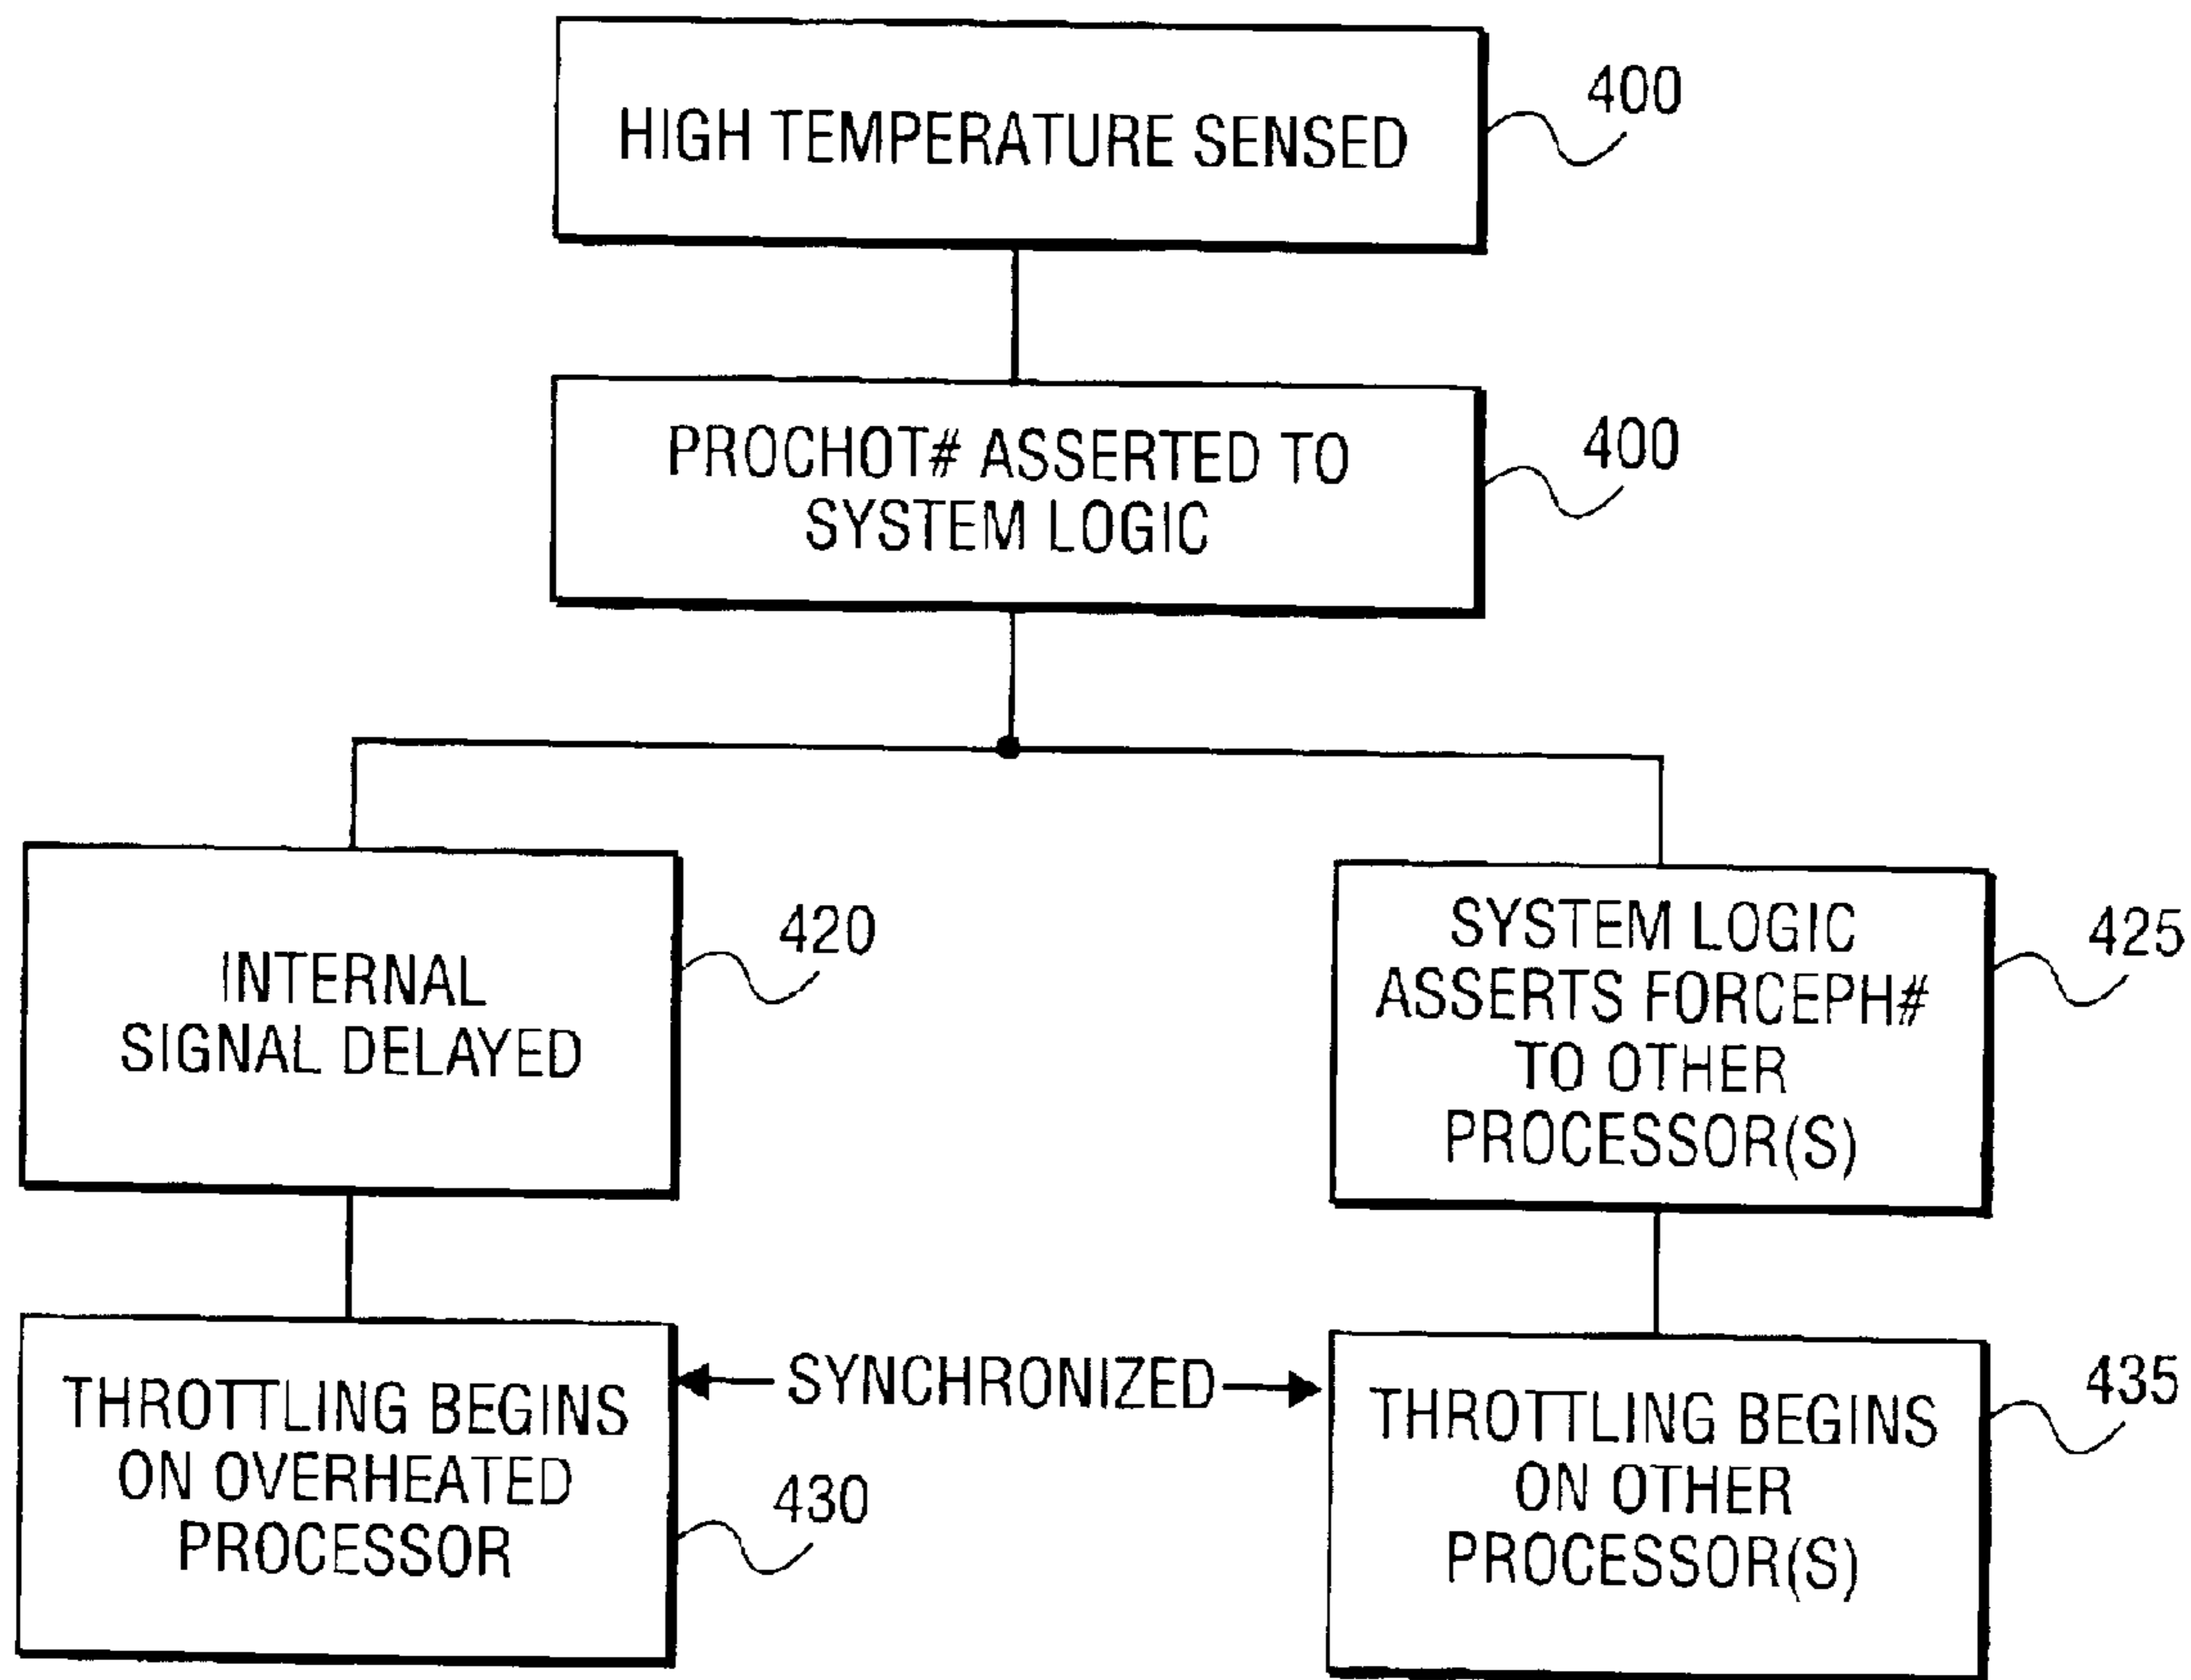 HIGH TEMPERATURE SENSED
400
PROCHOT# ASSERTED TO
SYSTEM LOGIC
400
INTERNAL
SIGNAL DELAYED
420
SYSTEM LOGIC
ASSERTS FORCEPH#
TO OTHER
PROCESSOR(S)
425
THROTTLING BEGINS
ON OVERHEATED
PROCESSOR
430
SYNCHRONIZED
THROTTLING BEGINS
ON OTHER
PROCESSOR(S)
435